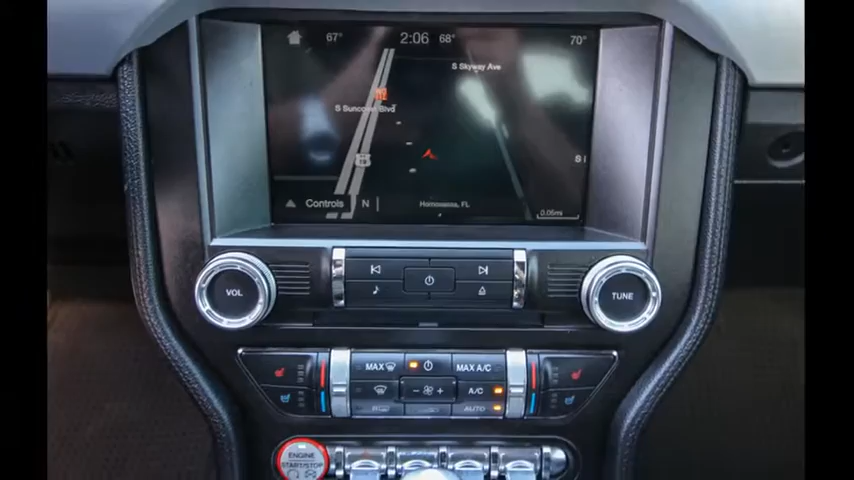 67° 2:06 68° 70°
S Skyway Ave
S Suncoast Blvd
S
Controls N Homosassa, FL 0.05mi
VOL TUNE
MAX MAX A/C
A/C
AUTO
ENGINE
START/STOP